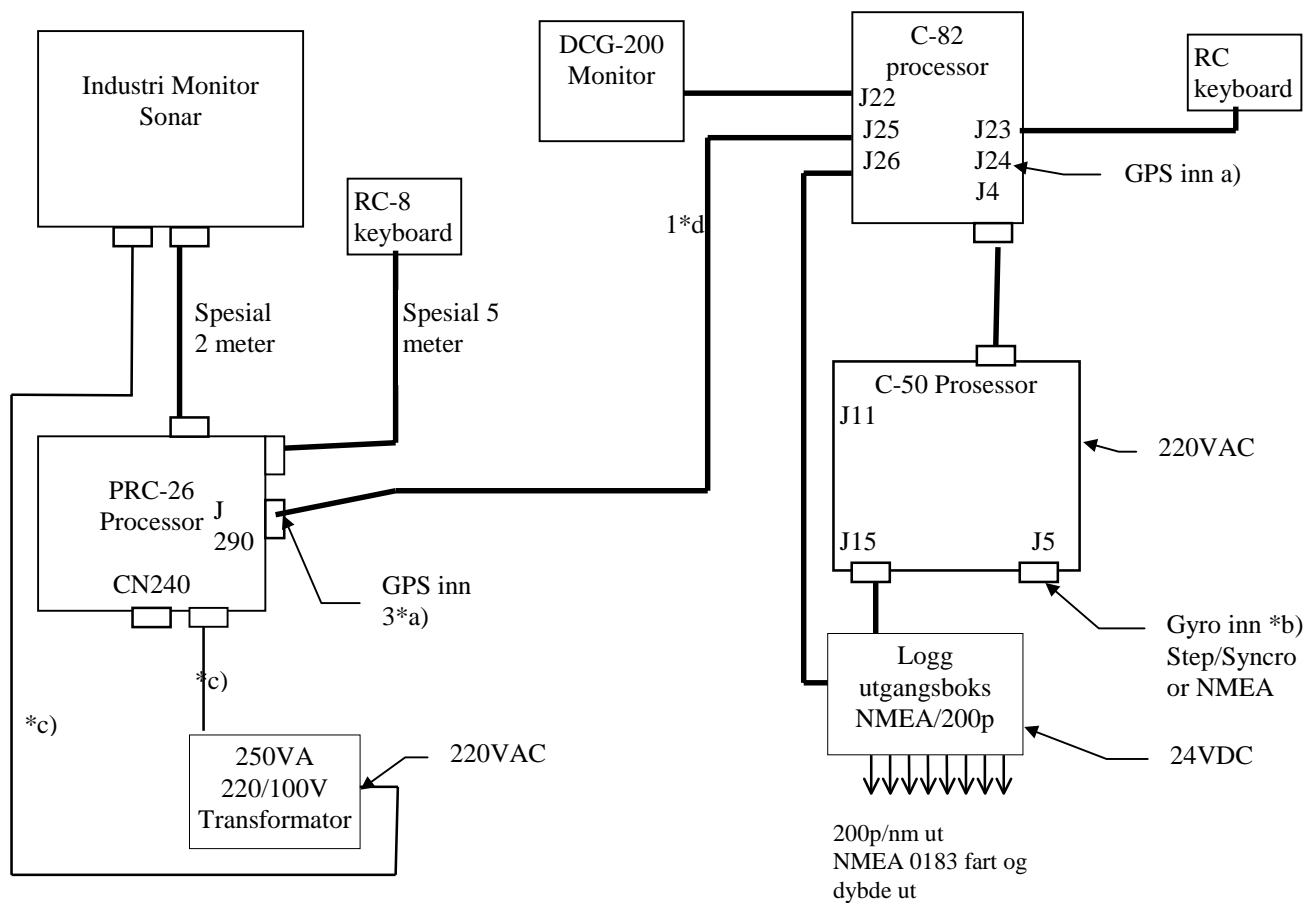 Industri Monitor
Sonar
DCG-200
Monitor
C-82
processor
J22
J25
J26
J23
J24
J4
RC
keyboard
GPS inn a)
RC-8
keyboard
1*d
Spesial
2 meter
Spesial 5
meter
C-50 Prosessor
J11
J15
J5
220VAC
PRC-26
Processor
J
290
CN240
GPS inn
3*a)
Gyro inn *b)
Step/Syncro
or NMEA
Logg
utgangsboks
NMEA/200p
24VDC
*c)
*c)
250VA
220/100V
Transformator
220VAC
200p/nm ut
NMEA 0183 fart og
dybde ut